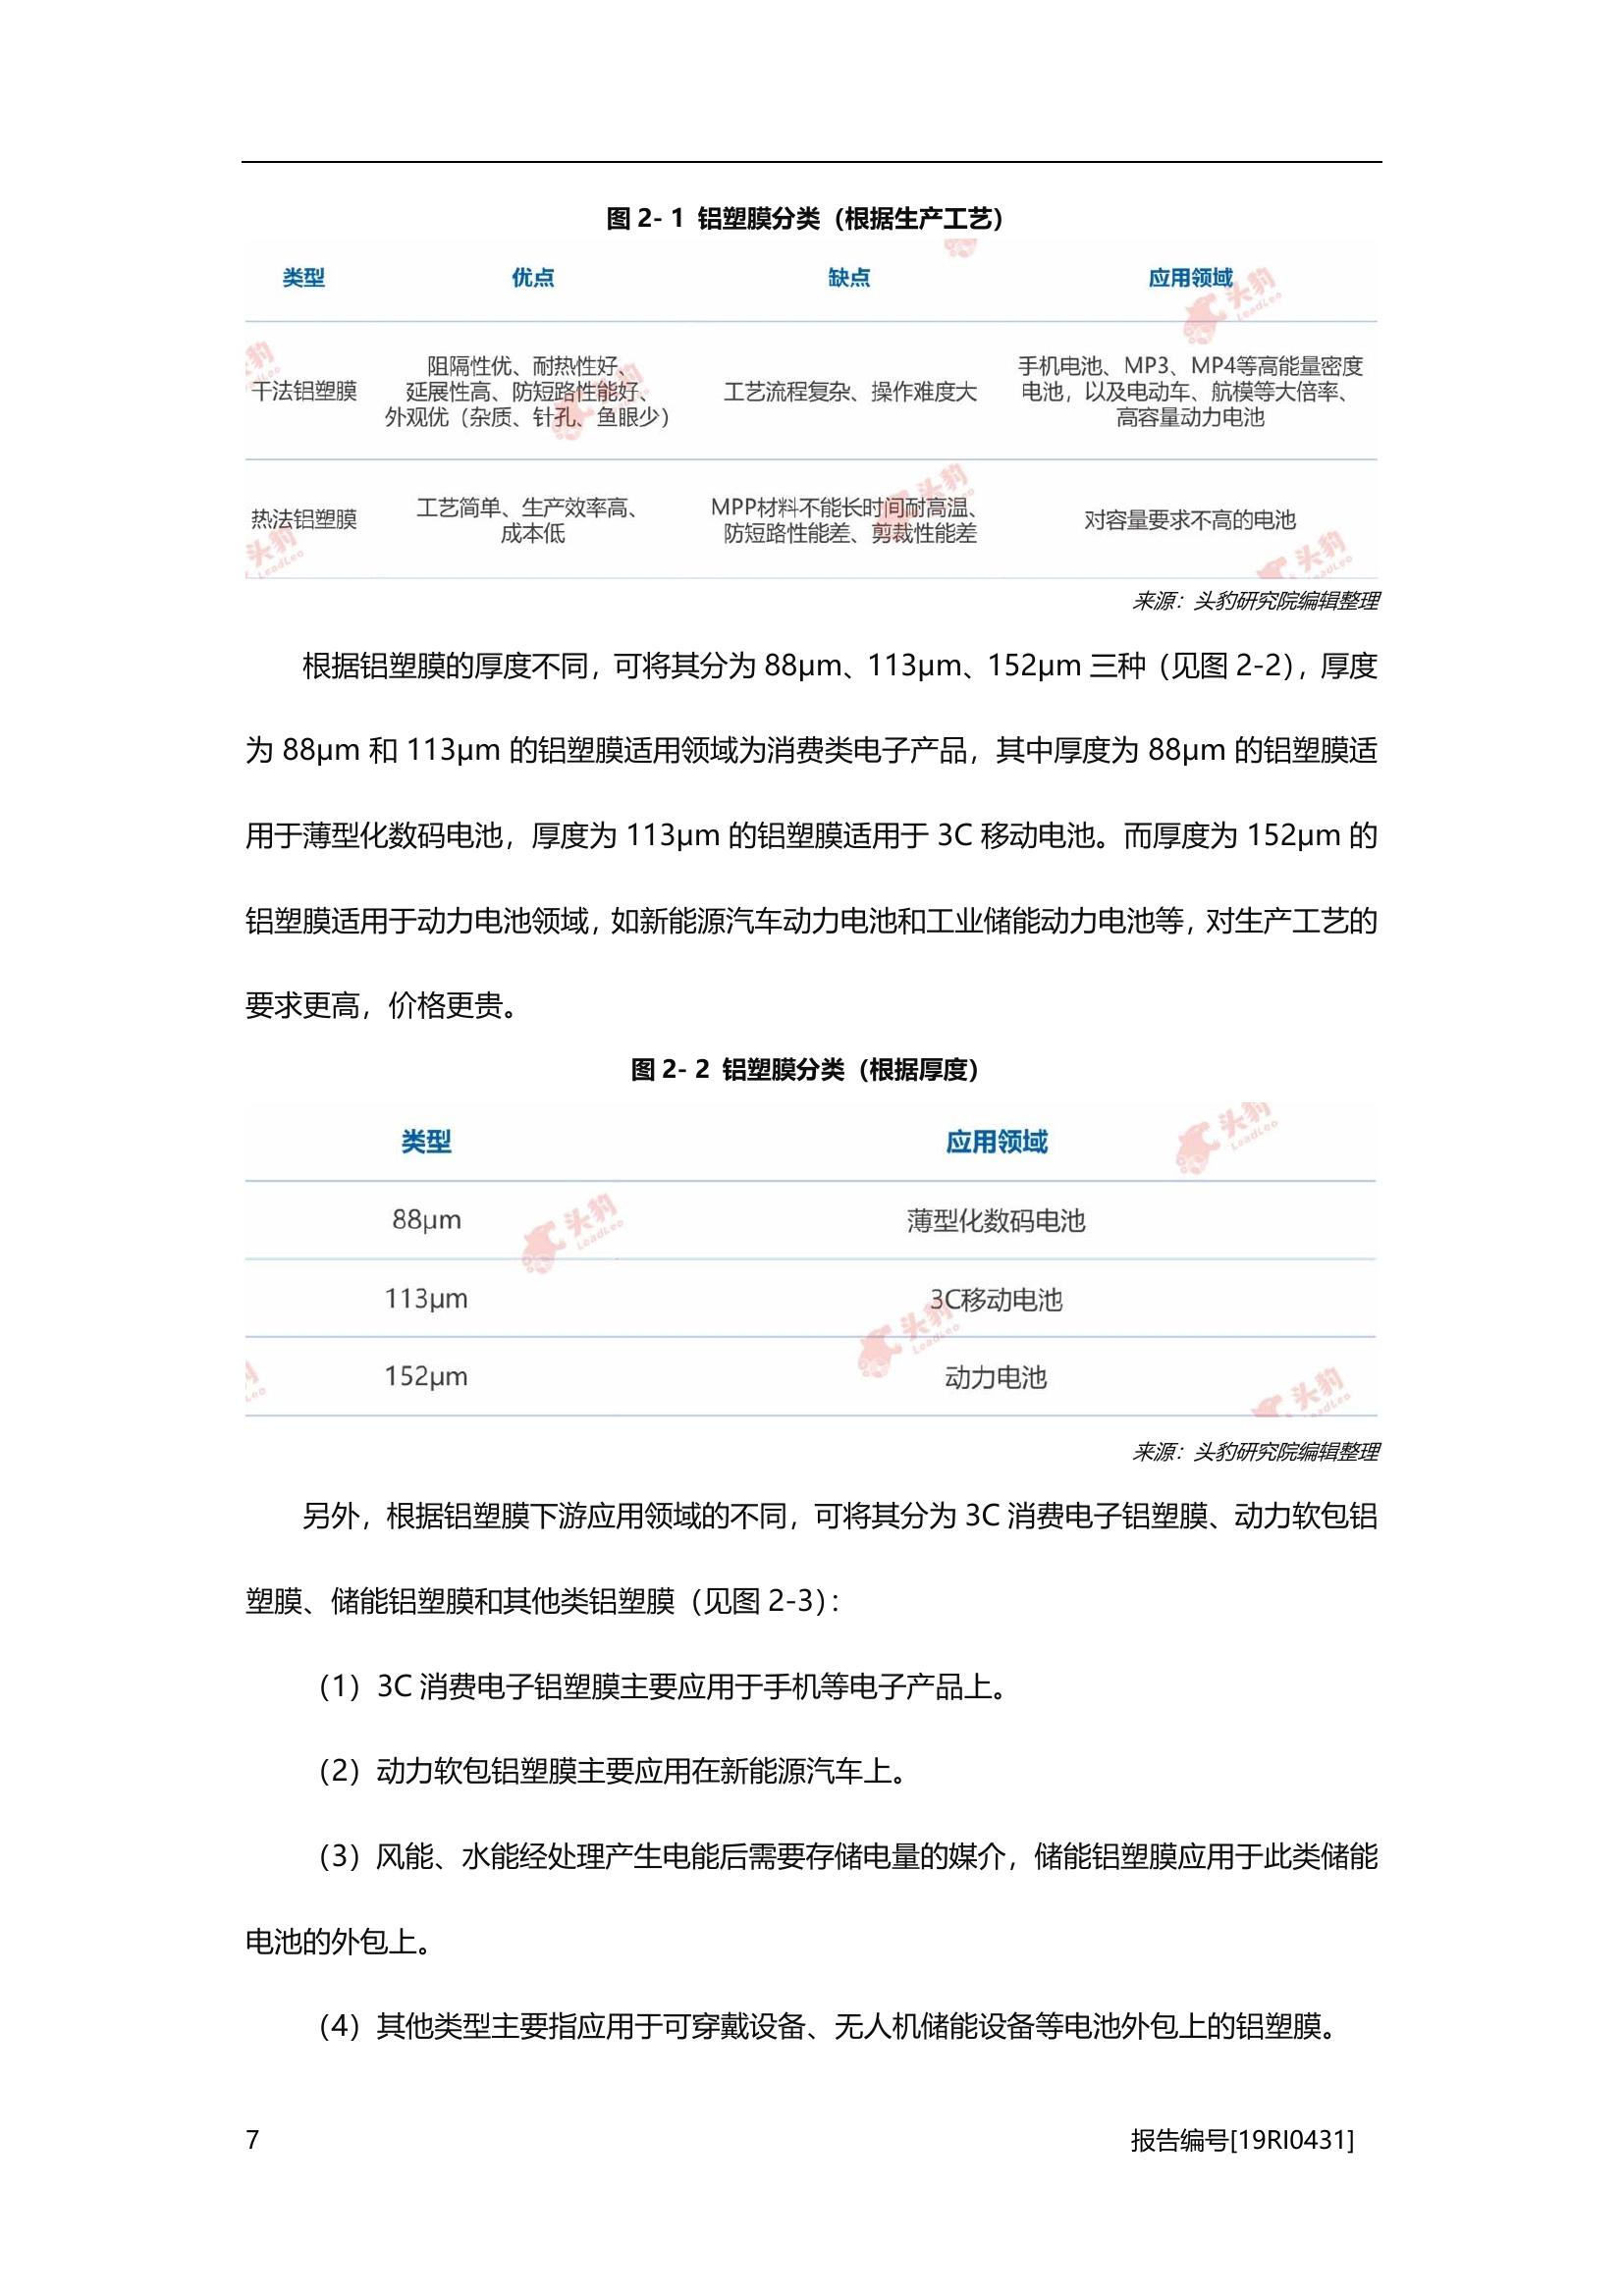 图 2- 1 铝塑膜分类（根据生产工艺）
类型 优点 缺点 应用领域
干法铝塑膜
阻隔性优、耐热性好、
延展性高、防短路性能好、
外观优（杂质、针孔、鱼眼少）
工艺流程复杂、操作难度大
手机电池、MP3、MP4等高能量密度
电池，以及电动车、航模等大倍率、
高容量动力电池
热法铝塑膜
工艺简单、生产效率高、
成本低
MPP材料不能长时间耐高温、
防短路性能差、剪裁性能差
对容量要求不高的电池
来源：头豹研究院编辑整理
根据铝塑膜的厚度不同，可将其分为 88μm、113μm、152μm 三种（见图 2-2），厚度
为 88μm 和 113μm 的铝塑膜适用领域为消费类电子产品，其中厚度为 88μm 的铝塑膜适
用于薄型化数码电池，厚度为 113μm 的铝塑膜适用于 3C 移动电池。而厚度为 152μm 的
铝塑膜适用于动力电池领域，如新能源汽车动力电池和工业储能动力电池等，对生产工艺的
要求更高，价格更贵。
图 2- 2 铝塑膜分类（根据厚度）
类型 应用领域
88μm 薄型化数码电池
113μm 3C移动电池
152μm 动力电池
来源：头豹研究院编辑整理
另外，根据铝塑膜下游应用领域的不同，可将其分为 3C 消费电子铝塑膜、动力软包铝
塑膜、储能铝塑膜和其他类铝塑膜（见图 2-3）：
（1）3C 消费电子铝塑膜主要应用于手机等电子产品上。
（2）动力软包铝塑膜主要应用在新能源汽车上。
（3）风能、水能经处理产生电能后需要存储电量的媒介，储能铝塑膜应用于此类储能
电池的外包上。
（4）其他类型主要指应用于可穿戴设备、无人机储能设备等电池外包上的铝塑膜。
7 报告编号[19RI0431]